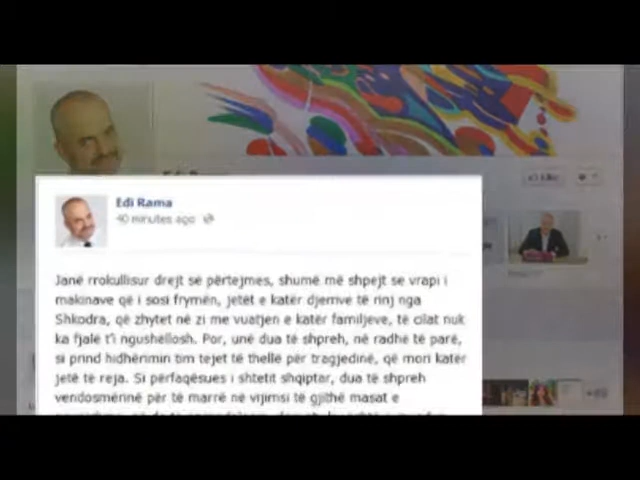 Edi Rama
40 minutes ago
Janë rrokullisur drejt së përtejmes, shumë më shpejt se vrapi i
makinave që i sosi frymën, jetët e katër djerrive të rinj nga
Shkodra, që zhytet në zi me vuatjen e katër familjeve, të cilat nuk
ka fjalë t'i ngushëllosh. Por, unë dua të shpreh, në radhë të parë,
si prind hidhërimin tim tejet të thellë për tragjedinë, që mori katër
jetë të reja. Si përfaqësues i shtetit shqiptar, dua të shpreh
vendosmërinë për të marrë në vijimsi të gjithë masat e